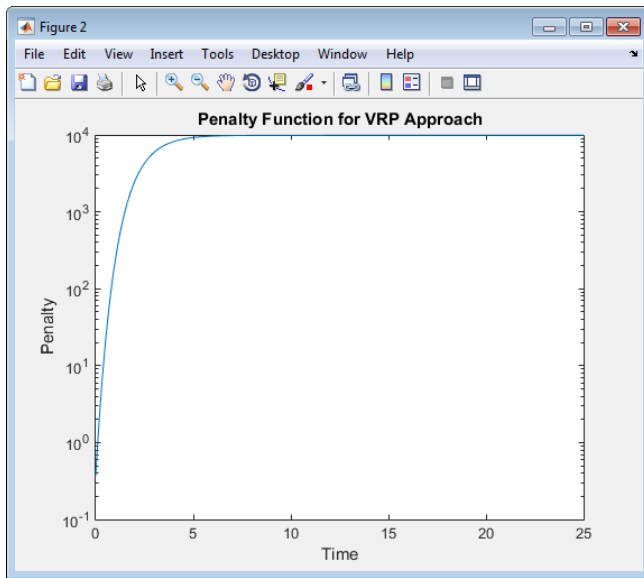 Figure 2
File Edit View Insert Tools Desktop Window Help
Penalty Function for VRP Approach
10^4
10^3
10^2
10^1
10^0
10^-1
Penalty
0 5 10 15 20 25
Time